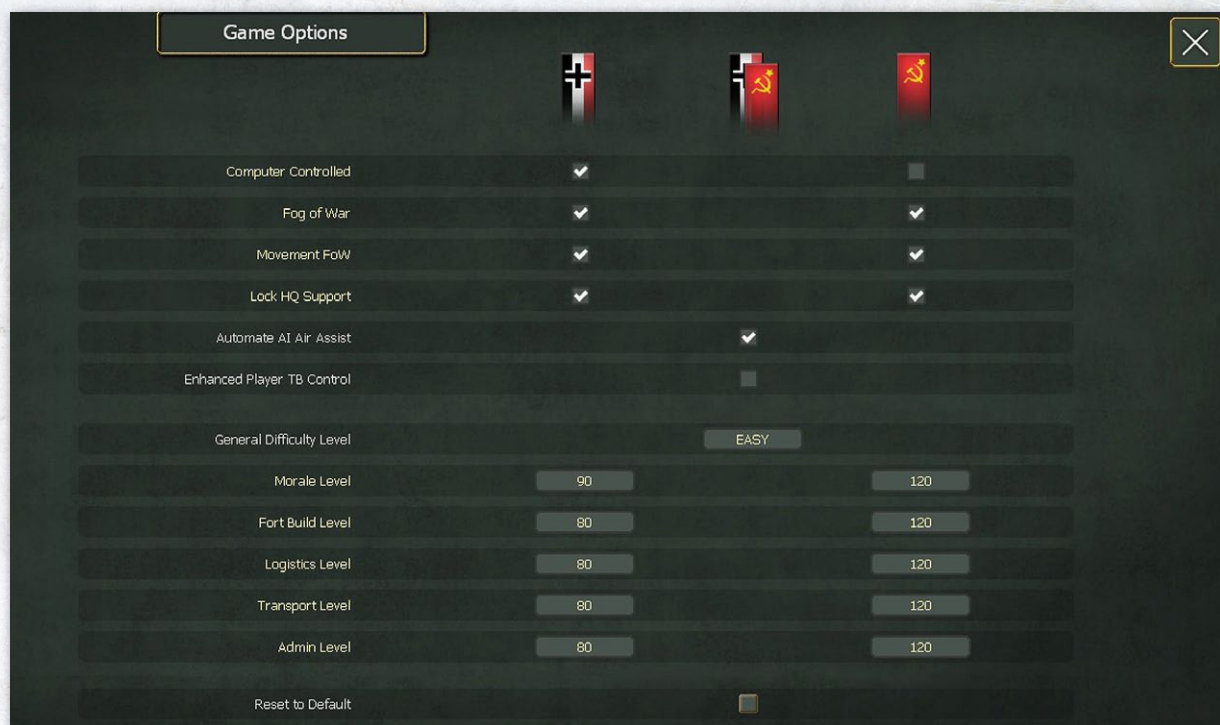 Game Options
Computer Controlled
Fog of War
Movement FoW
Lock HQ Support
Automate AI Air Assist
Enhanced Player TB Control
General Difficulty Level EASY
Morale Level 90 120
Fort Build Level 80 120
Logistics Level 80 120
Transport Level 80 120
Admin Level 80 120
Reset to Default